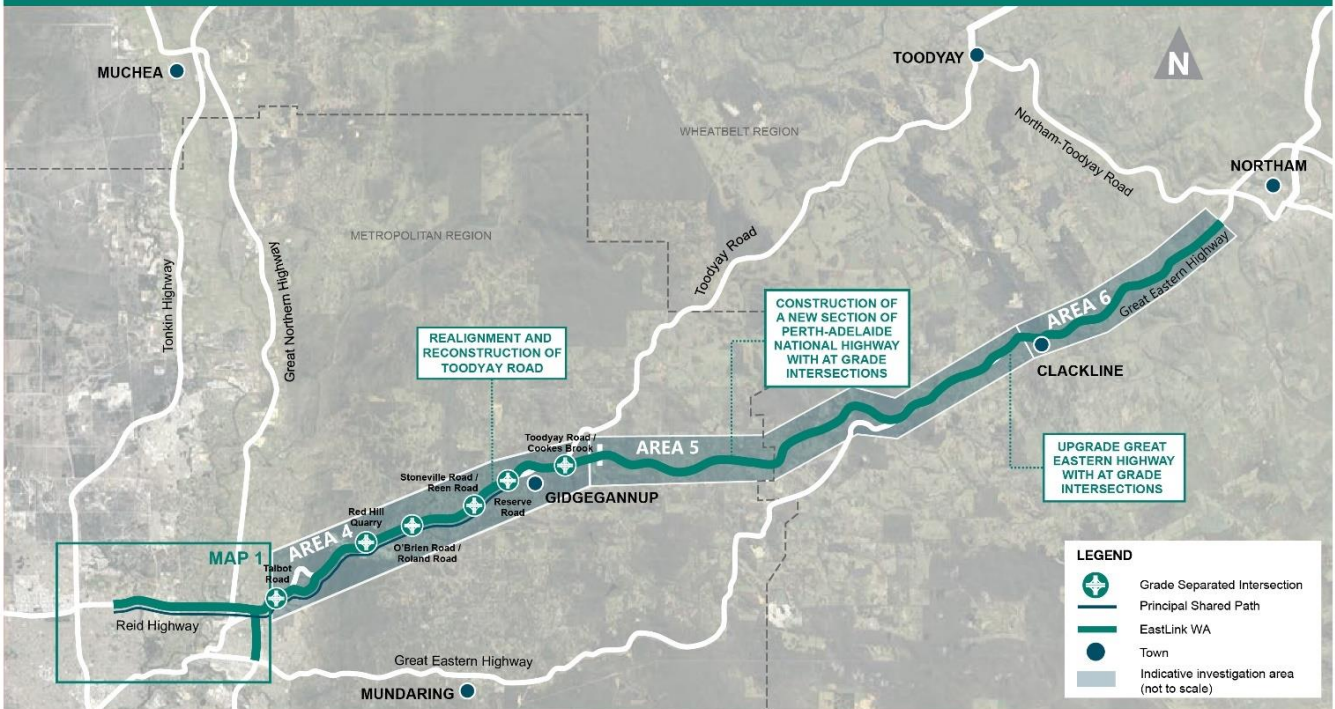 MUCHEA
TOODYAY
N
WHEATBELT REGION
Northam-Toodyay Road
NORTHAM
METROPOLITAN REGION
Tonkin Highway
Great Northern Highway
Toodyay Road
Great Eastern Highway
AREA 6
CONSTRUCTION OF
A NEW SECTION OF
PERTH-ADELAIDE
NATIONAL HIGHWAY
WITH AT GRADE
INTERSECTIONS
REALIGNMENT AND
RECONSTRUCTION OF
TOODYAY ROAD
CLACKLINE
Toodyay Road /
Cookes Brook
AREA 5
UPGRADE GREAT
EASTERN HIGHWAY
WITH AT GRADE
INTERSECTIONS
Stoneville Road /
Reen Road
GIDGEGANNUP
Reserve
Road
Red Hill
Quarry
AREA 4
O'Brien Road /
Roland Road
MAP 1
Talbot
Road
Reid Highway
Great Eastern Highway
MUNDARING
LEGEND
Grade Separated Intersection
Principal Shared Path
EastLink WA
Town
Indicative investigation area
(not to scale)